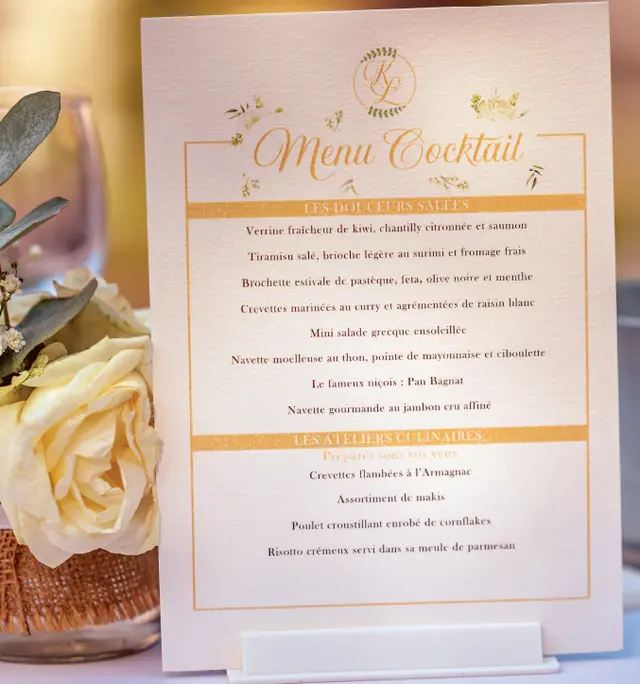 KL
Menu Cocktail
LES DOUCEURS SALÉES
Verrine fraîcheur de kiwi, chantilly citronnée et saumon
Tiramisu salé, brioche légère au surimi et fromage frais
Brochette estivale de pastèque, feta, olive noire et menthe
Crevettes marinées au curry et agrémentées de raisin blanc
Mini salade grecque ensoleillée
Navette moelleuse au thon, pointe de mayonnaise et ciboulette
Le fameux niçois : Pan Bagnat
Navette gourmande au jambon cru affiné
LES ATELIERS CULINAIRES
Préparés sous vos yeux
Crevettes flambées à l'Armagnac
Assortiment de makis
Poulet croustillant enrobé de cornflakes
Risotto crémeux servi dans sa meule de parmesan